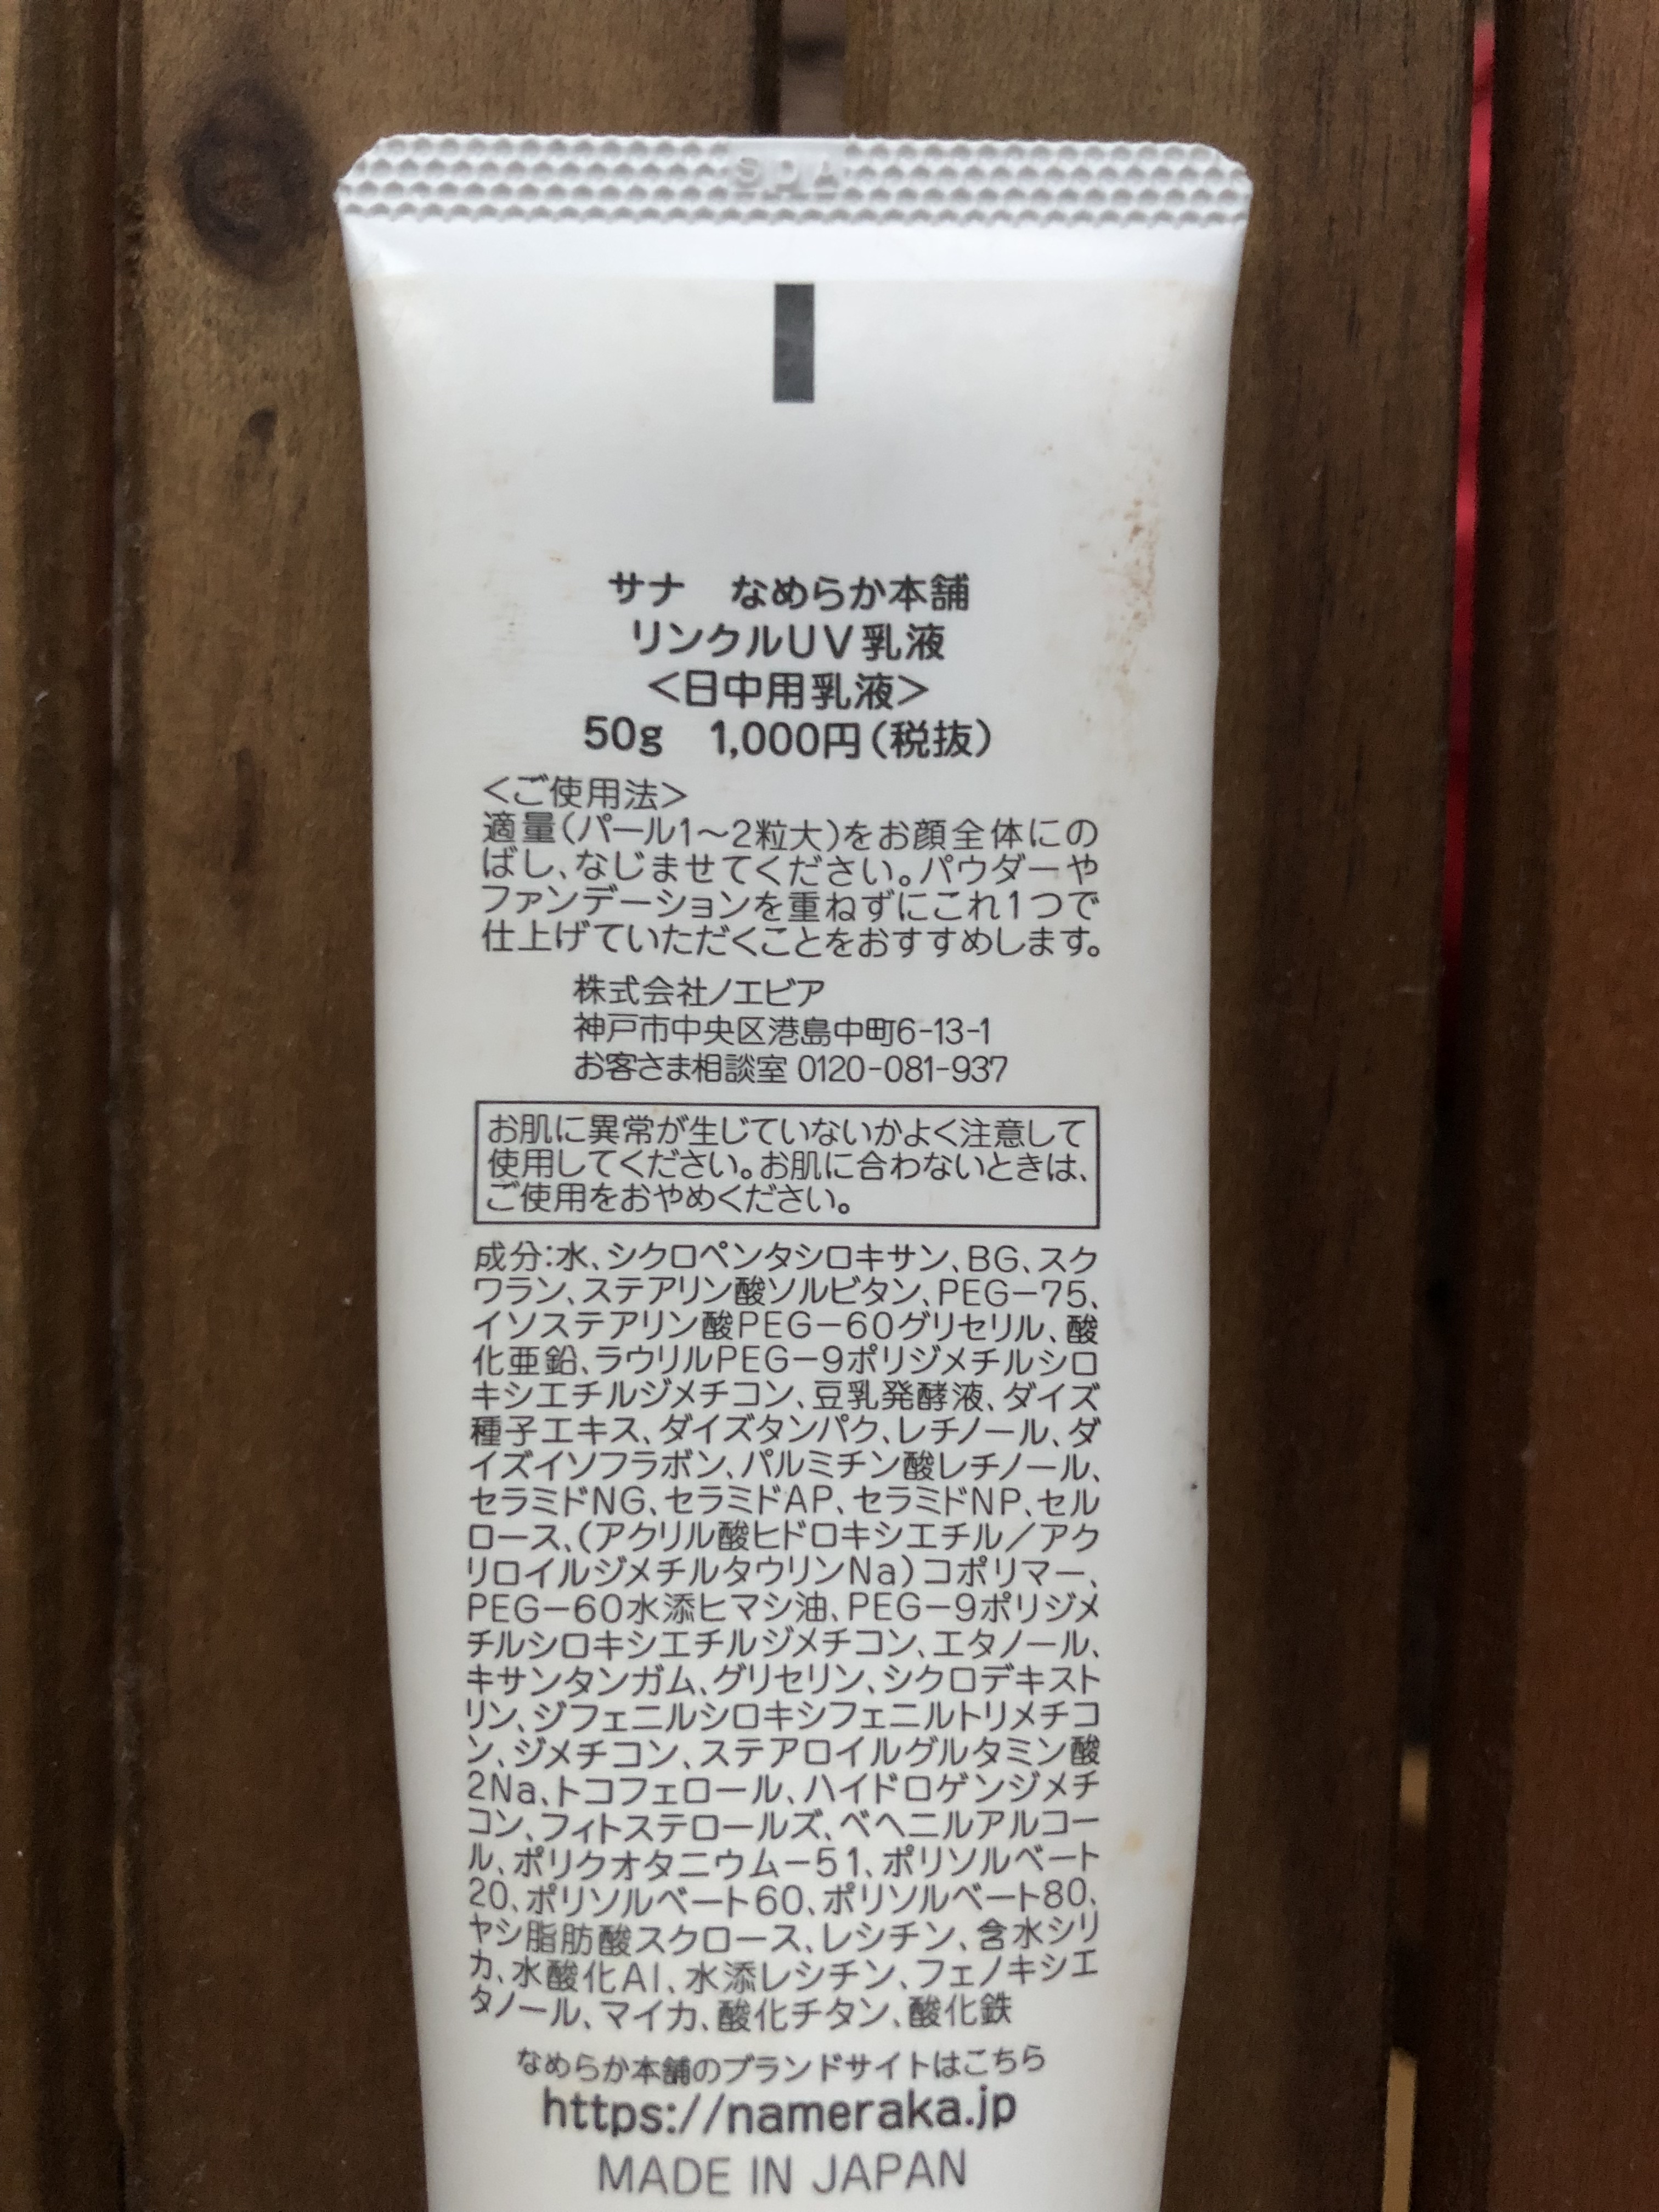 SDA
サナ　なめらか本舗
リンクルUV乳液
<日中用乳液>
50g　1,000円(税抜)
<ご使用法>
適量(パール1〜2粒大)をお顔全体にの
ばし、なじませてください。パウダーや
ファンデーションを重ねずにこれ1つで
仕上げていただくことをおすすめします。
株式会社ノエビア
神戸市中央区港島中町6-13-1
お客さま相談室 0120-081-937
お肌に異常が生じていないかよく注意して
使用してください。お肌に合わないときは、
ご使用をおやめください。
成分:水、シクロペンタシロキサン、BG、スク
ワラン、ステアリン酸ソルビタン、PEG-75、
イソステアリン酸PEG-60グリセリル、酸
化亜鉛、ラウリルPEG-9ポリジメチルシロ
キシエチルジメチコン、豆乳発酵液、ダイズ
種子エキス、ダイズタンパク、レチノール、ダ
イズイソフラボン、パルミチン酸レチノール、
セラミドNG、セラミドAP、セラミドNP、セル
ロース、(アクリル酸ヒドロキシエチル/アク
リロイルジメチルタウリンNa)コポリマー、
PEG-60水添ヒマシ油、PEG-9ポリジメ
チルシロキシエチルジメチコン、エタノール、
キサンタンガム、グリセリン、シクロデキスト
リン、ジフェニルシロキシフェニルトリメチコ
ン、ジメチコン、ステアロイルグルタミン酸
2Na、トコフェロール、ハイドロゲンジメチ
コン、フィトステロールズ、ベヘニルアルコー
ル、ポリクオタニウム-51、ポリソルベート
20、ポリソルベート60、ポリソルベート80、
ヤシ脂肪酸スクロース、レシチン、含水シリ
カ、水酸化Al、水添レシチン、フェノキシエ
タノール、マイカ、酸化チタン、酸化鉄
なめらか本舗のブランドサイトはこちら
https://nameraka.jp
MADE IN JAPAN